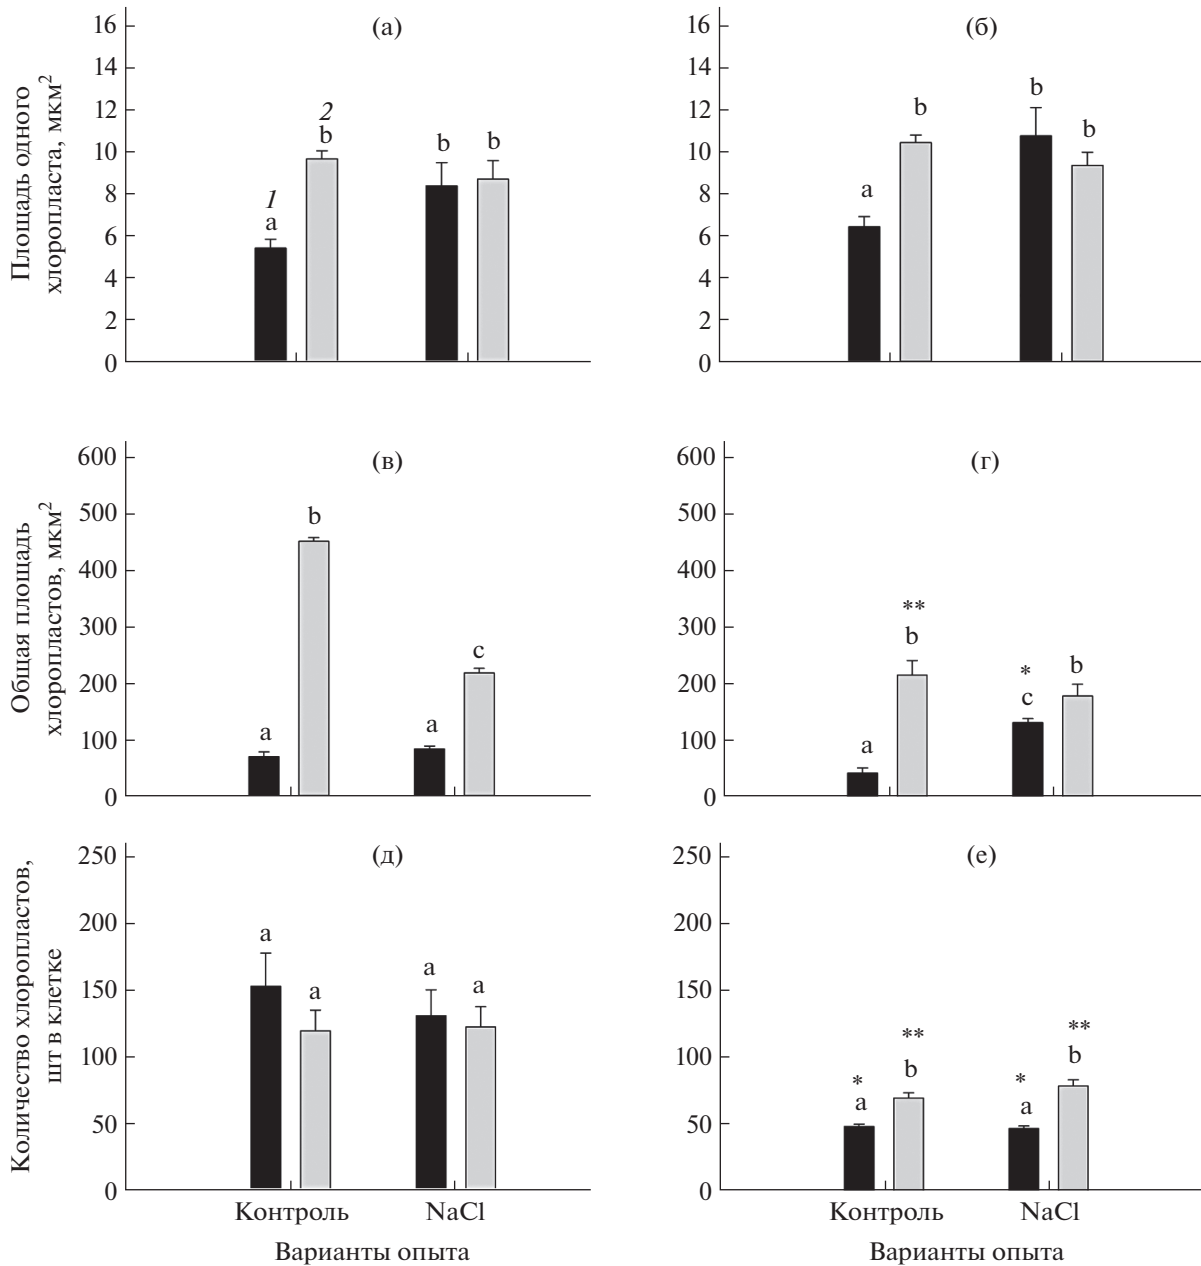 Площадь одного
хлоропласта, мкм²
16
14
12
10
8
6
4
2
0
(а)
1
a
2
b
b
b
16
14
12
10
8
6
4
2
0
(б)
a
b
b
b
Общая площадь
хлоропластов, мкм²
600
500
400
300
200
100
0
(в)
a
b
a
c
600
500
400
300
200
100
0
(г)
a
**
b
*
c
b
Количество хлоропластов,
шт в клетке
250
200
150
100
50
0
(д)
a
a
a
a
Контроль
NaCl
Варианты опыта
250
200
150
100
50
0
(е)
*
a
**
b
*
a
**
b
Контроль
NaCl
Варианты опыта